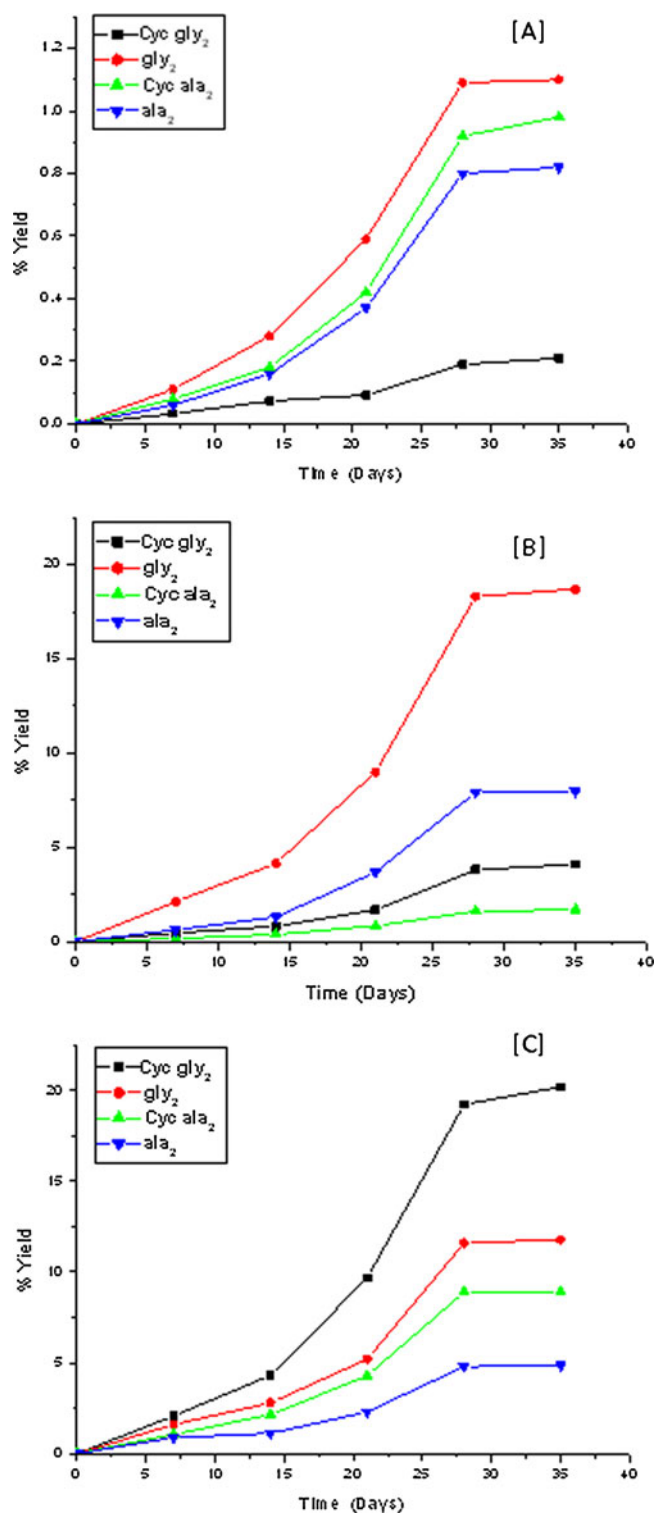 [A]
Cyc gly₂
gly₂
Cyc ala₂
ala₂
% Yield
1.2
1.0
0.8
0.6
0.4
0.2
0.0
0 5 10 15 20 25 30 35 40
Time (Days)
[B]
Cyc gly₂
gly₂
Cyc ala₂
ala₂
% Yield
20
15
10
5
0
0 5 10 15 20 25 30 35 40
Time (Days)
[C]
Cyc gly₂
gly₂
Cyc ala₂
ala₂
% Yield
20
15
10
5
0
0 5 10 15 20 25 30 35 40
Time (Days)